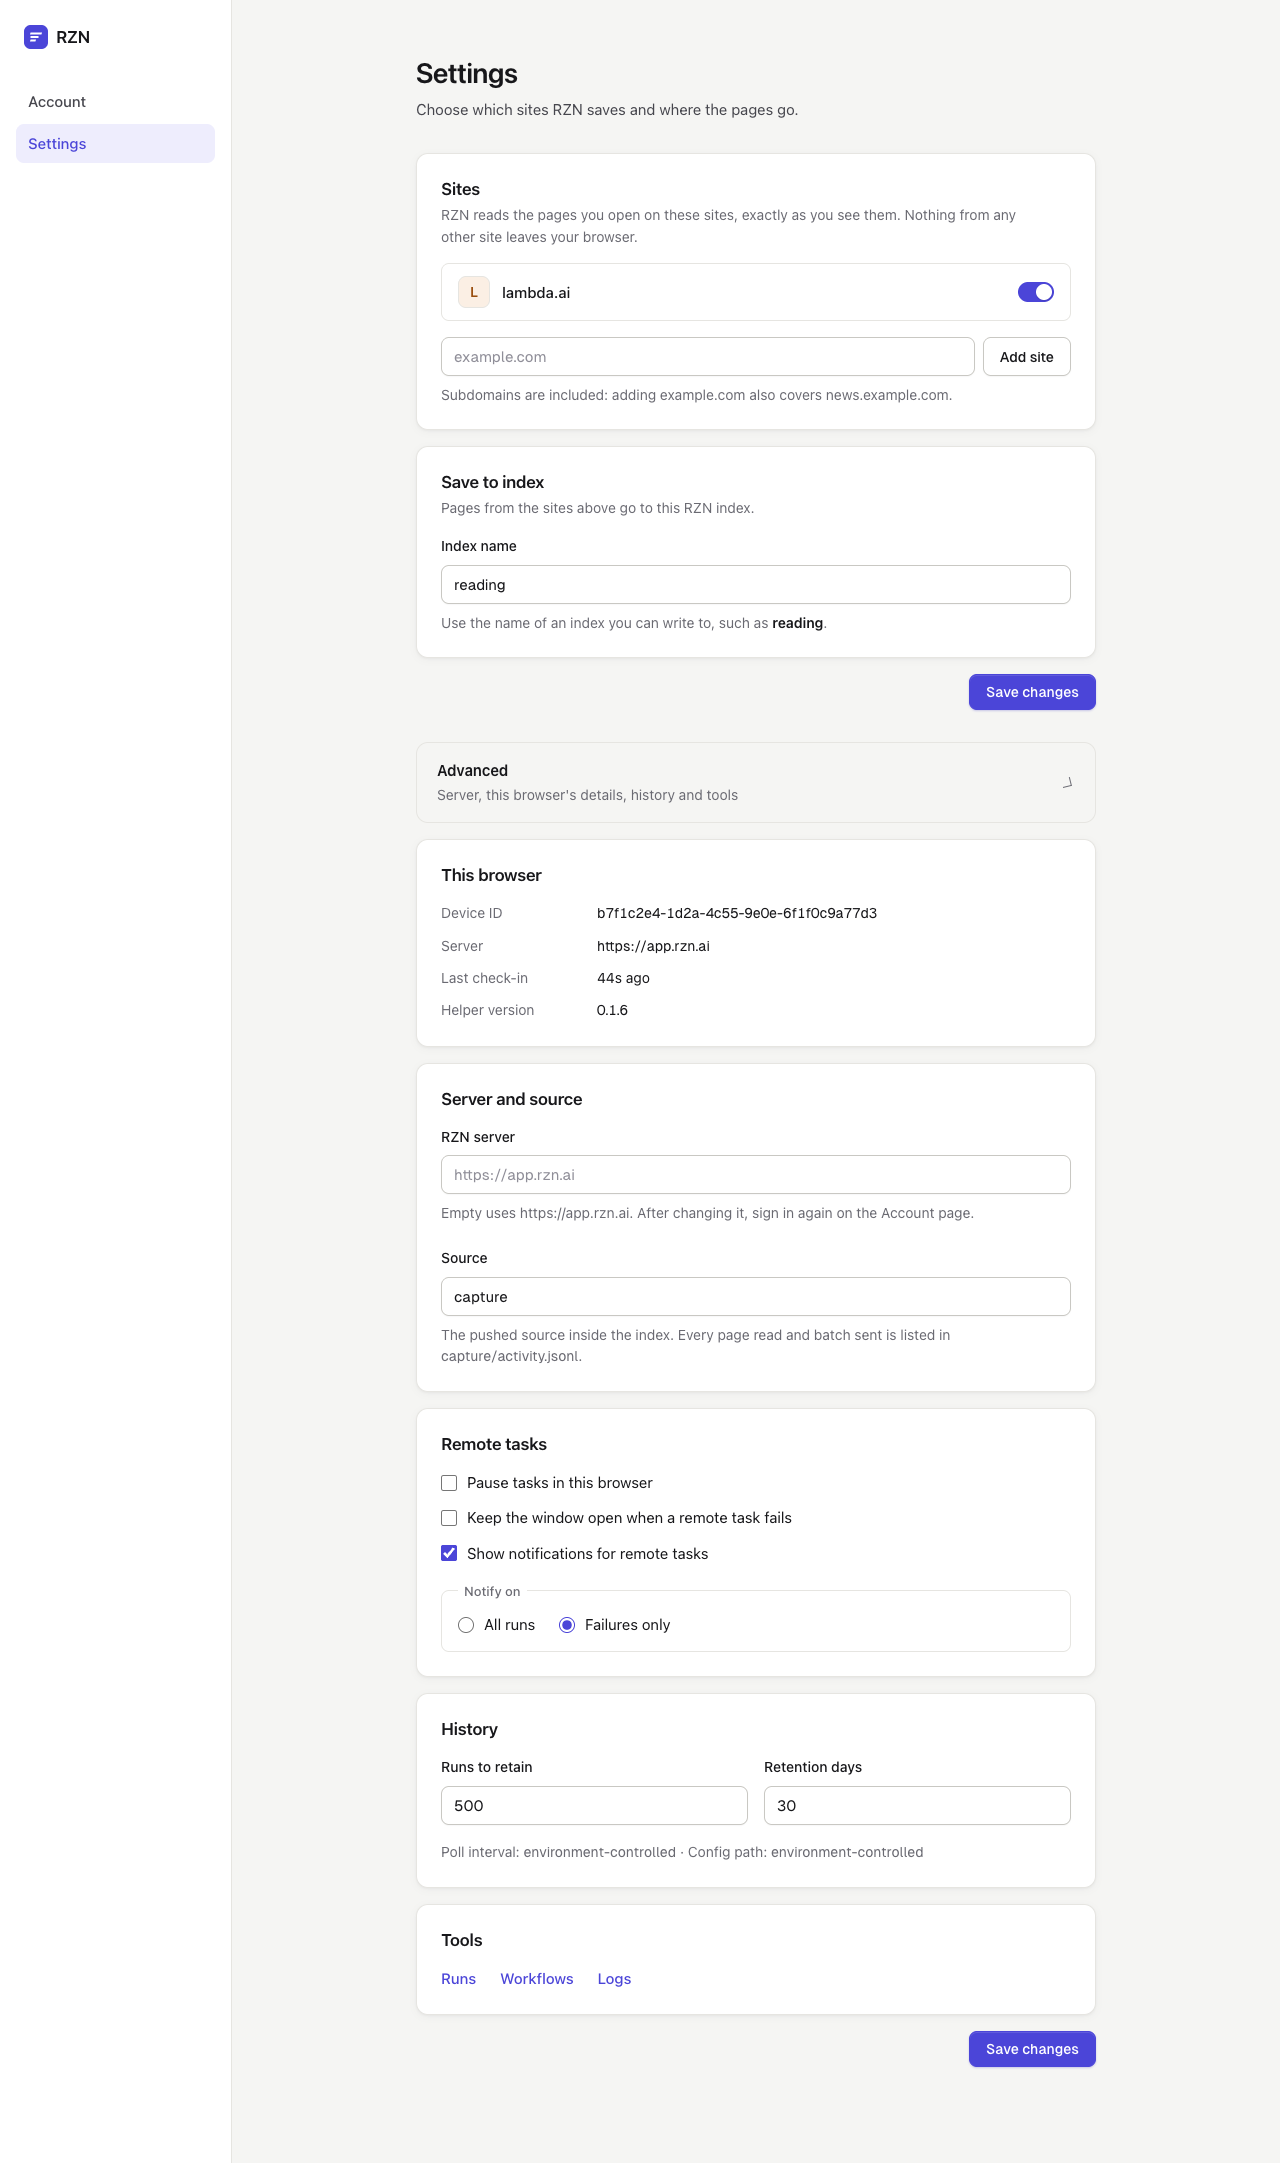 RZN
Account
Settings
Settings
Choose which sites RZN saves and where the pages go.
Sites
RZN reads the pages you open on these sites, exactly as you see them. Nothing from any
other site leaves your browser.
L
lambda.ai
example.com
Add site
Subdomains are included: adding example.com also covers news.example.com.
Save to index
Pages from the sites above go to this RZN index.
Index name
reading
Use the name of an index you can write to, such as reading.
Save changes
Advanced
Server, this browser's details, history and tools
This browser
Device ID b7f1c2e4-1d2a-4c55-9e0e-6f1f0c9a77d3
Server https://app.rzn.ai
Last check-in 44s ago
Helper version 0.1.6
Server and source
RZN server
https://app.rzn.ai
Empty uses https://app.rzn.ai. After changing it, sign in again on the Account page.
Source
capture
The pushed source inside the index. Every page read and batch sent is listed in
capture/activity.jsonl.
Remote tasks
Pause tasks in this browser
Keep the window open when a remote task fails
Show notifications for remote tasks
Notify on
All runs Failures only
History
Runs to retain Retention days
500 30
Poll interval: environment-controlled · Config path: environment-controlled
Tools
Runs Workflows Logs
Save changes